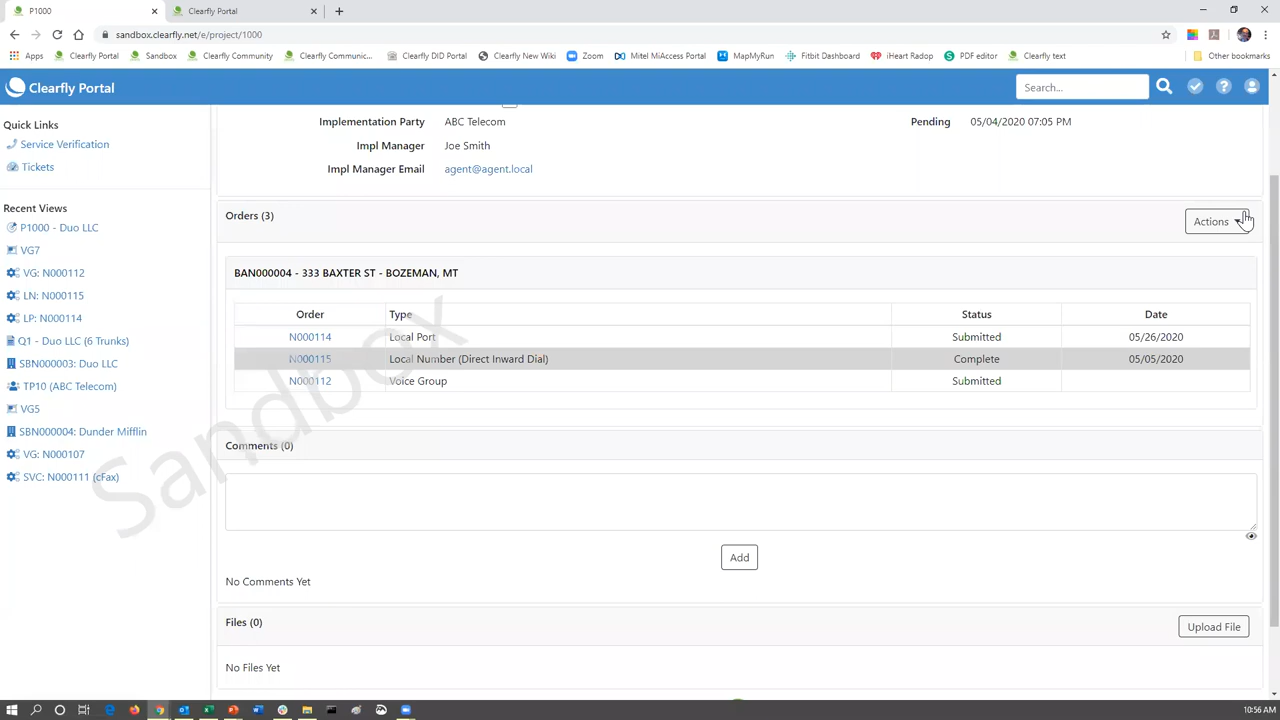 P1000
Clearfly Portal
sandbox.clearfly.net/e/project/1000
Apps Clearfly Portal Sandbox Clearfly Community Clearfly Communic... Clearfly DID Portal Clearfly New Wiki Zoom Mitel MiAccess Portal MapMyRun Fitbit Dashboard iHeart Radop PDF editor Clearfly text Other bookmarks
Clearfly Portal
Search...
Quick Links
Service Verification
Tickets
Recent Views
P1000 - Duo LLC
VG7
VG: N000112
LN: N000115
LP: N000114
Q1 - Duo LLC (6 Trunks)
SBN000003: Duo LLC
TP10 (ABC Telecom)
VG5
SBN000004: Dunder Mifflin
VG: N000107
SVC: N000111 (cFax)
Implementation Party ABC Telecom Pending 05/04/2020 07:05 PM
Impl Manager Joe Smith
Impl Manager Email agent@agent.local
Orders (3)
Actions
BAN000004 - 333 BAXTER ST - BOZEMAN, MT
Order Type Status Date
N000114 Local Port Submitted 05/26/2020
N000115 Local Number (Direct Inward Dial) Complete 05/05/2020
N000112 Voice Group Submitted
Sandbox
Comments (0)
Add
No Comments Yet
Files (0)
Upload File
No Files Yet
10:56 AM